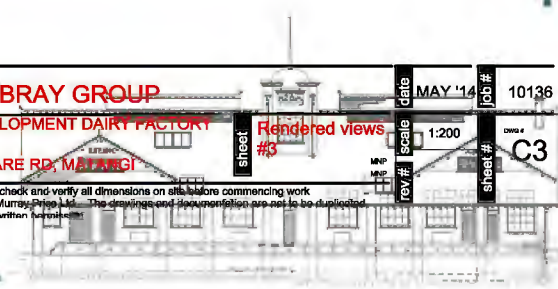 BRAY GROUP
date MAY '14 job # 10136
LOPMENT DAIRY FACTORY
sheet Rendered views
#3
scale 1:200
DWG #
sheet # C3
ARE RD, MATANGI
MNP
MNP
rev #
check and verify all dimensions on site before commencing work
Murray Price Ltd. The drawings and documentation are not to be duplicated
written permission